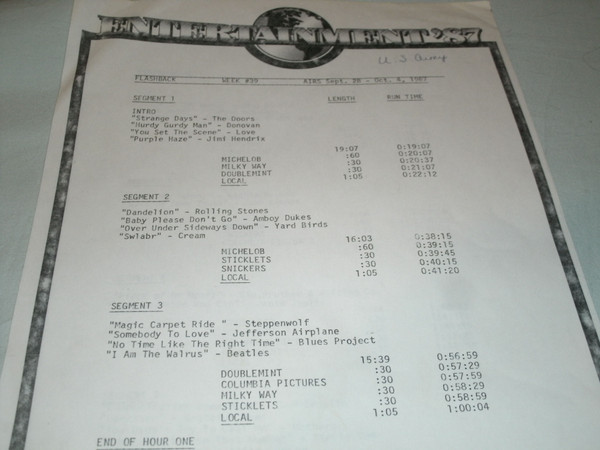 ENTERTAINMENT '87
U.S. Army
FLASHBACK WEEK #39 AIRS Sept. 28 - Oct. 4, 1987
SEGMENT 1 LENGTH RUN TIME
INTRO
"Strange Days" - The Doors
"Hurdy Gurdy Man" - Donovan
"You Set The Scene" - Love
"Purple Haze" - Jimi Hendrix
19:07 0:19:07
MICHELOB :60 0:20:07
MILKY WAY :30 0:20:37
DOUBLEMINT :30 0:21:07
LOCAL 1:05 0:22:12
SEGMENT 2
"Dandelion" - Rolling Stones
"Baby Please Don't Go" - Amboy Dukes
"Over Under Sideways Down" - Yard Birds
"Swlabr" - Cream
16:03 0:38:15
MICHELOB :60 0:39:15
STICKLETS :30 0:39:45
SNICKERS :30 0:40:15
LOCAL 1:05 0:41:20
SEGMENT 3
"Magic Carpet Ride " - Steppenwolf
"Somebody To Love" - Jefferson Airplane
"No Time Like The Right Time" - Blues Project
"I Am The Walrus" - Beatles
15:39 0:56:59
DOUBLEMINT :30 0:57:29
COLUMBIA PICTURES :30 0:57:59
MILKY WAY :30 0:58:29
STICKLETS :30 0:58:59
LOCAL 1:05 1:00:04
END OF HOUR ONE